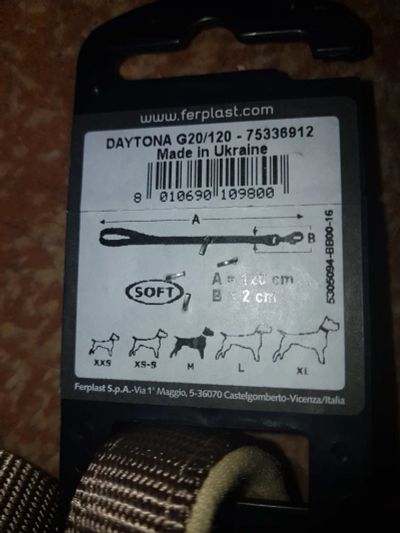 www.ferplast.com
DAYTONA G20/120 - 75336912
Made in Ukraine
8 010690 109800
A
B
SOFT
A = 120 cm
B = 2 cm
5305094-BB00-16
XXS XS-S M L XL
Ferplast S.p.A.-Via 1° Maggio, 5-36070 Castelgomberto-Vicenza/Italia